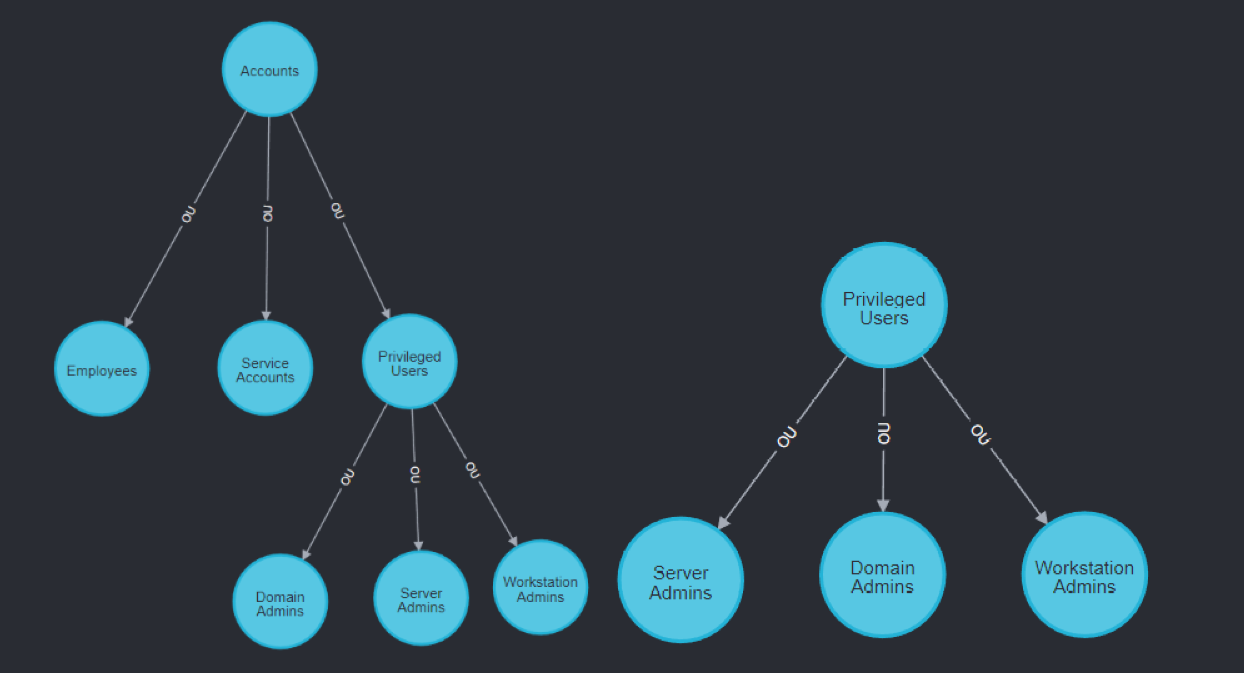 Accounts
OU
OU
OU
Employees
Service
Accounts
Privileged
Users
OU
OU
OU
Domain
Admins
Server
Admins
Workstation
Admins
Privileged
Users
OU
OU
OU
Server
Admins
Domain
Admins
Workstation
Admins